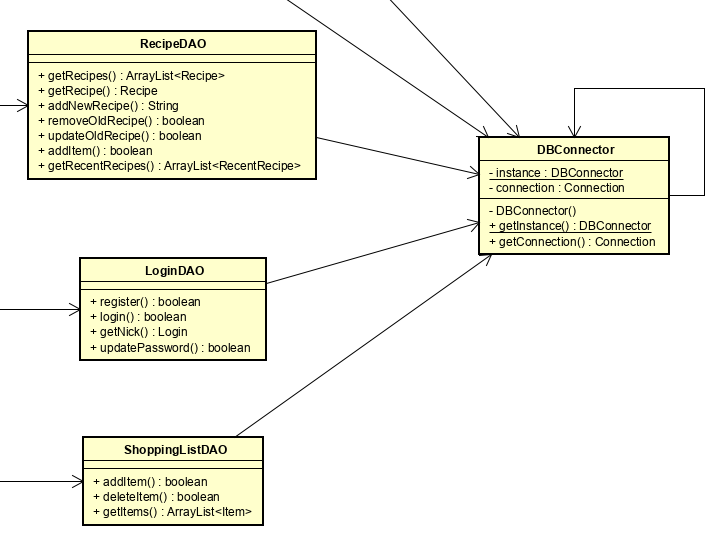 RecipeDAO
+ getRecipes() : ArrayList<Recipe>
+ getRecipe() : Recipe
+ addNewRecipe() : String
+ removeOldRecipe() : boolean
+ updateOldRecipe() : boolean
+ addItem() : boolean
+ getRecentRecipes() : ArrayList<RecentRecipe>
DBConnector
- instance : DBConnector
- connection : Connection
- DBConnector()
+ getInstance() : DBConnector
+ getConnection() : Connection
LoginDAO
+ register() : boolean
+ login() : boolean
+ getNick() : Login
+ updatePassword() : boolean
ShoppingListDAO
+ addItem() : boolean
+ deleteItem() : boolean
+ getItems() : ArrayList<Item>